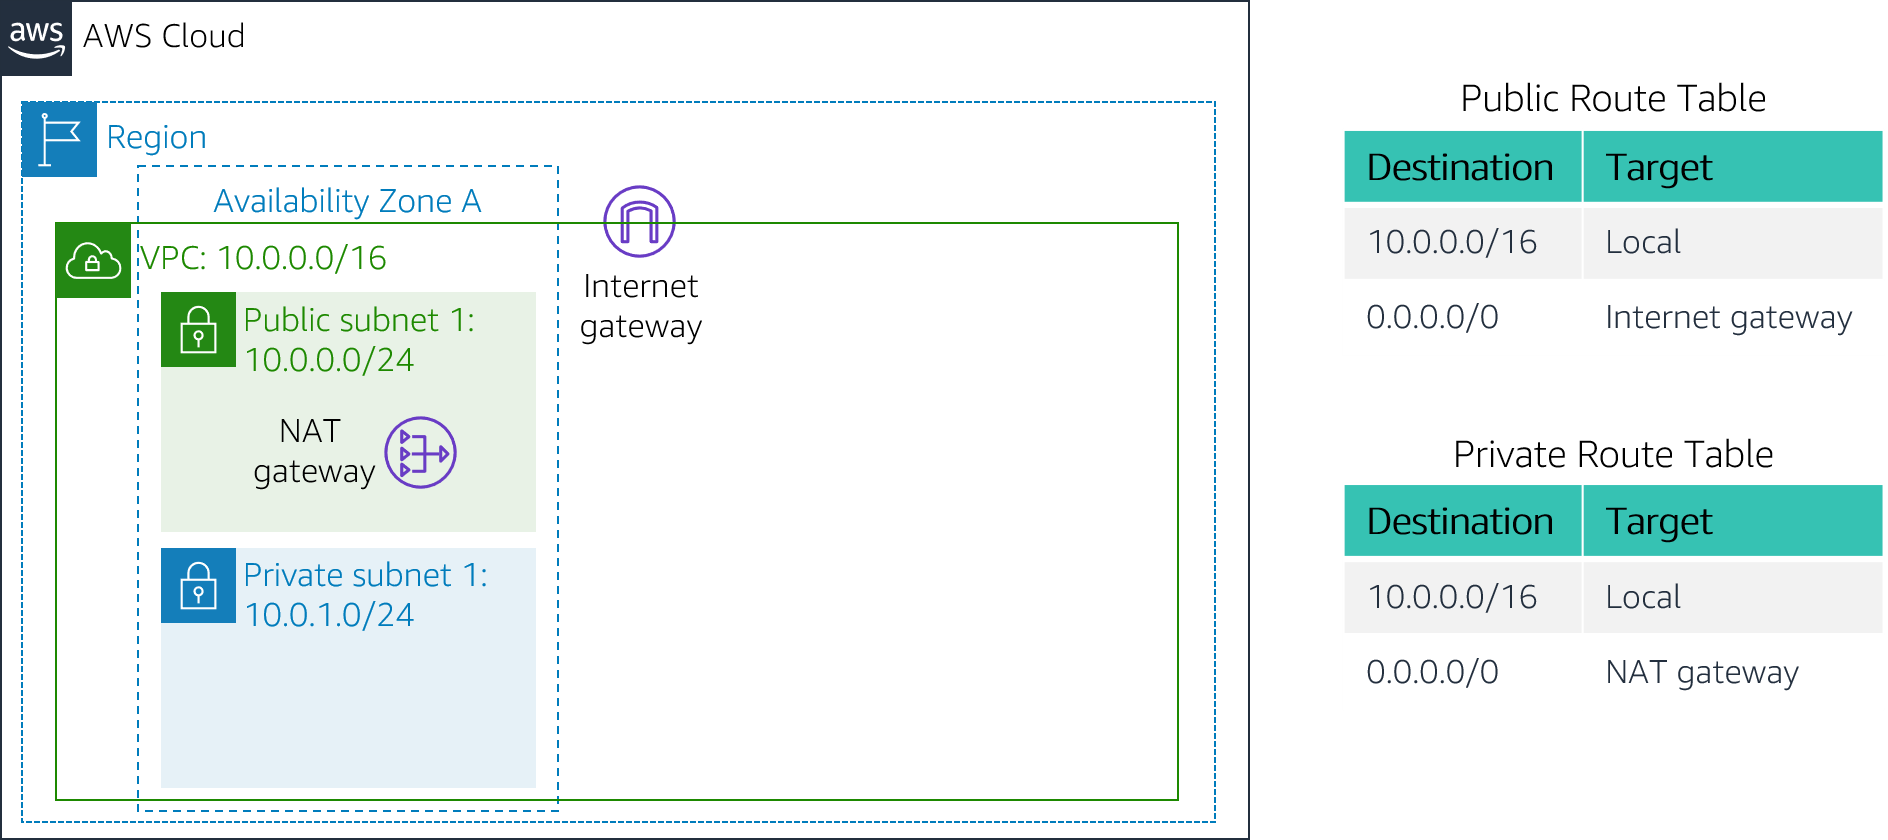 aws
AWS Cloud
Region
Availability Zone A
VPC: 10.0.0.0/16
Public subnet 1:
10.0.0.0/24
NAT
gateway
Private subnet 1:
10.0.1.0/24
Internet
gateway
Public Route Table
Destination Target
10.0.0.0/16 Local
0.0.0.0/0 Internet gateway
Private Route Table
Destination Target
10.0.0.0/16 Local
0.0.0.0/0 NAT gateway